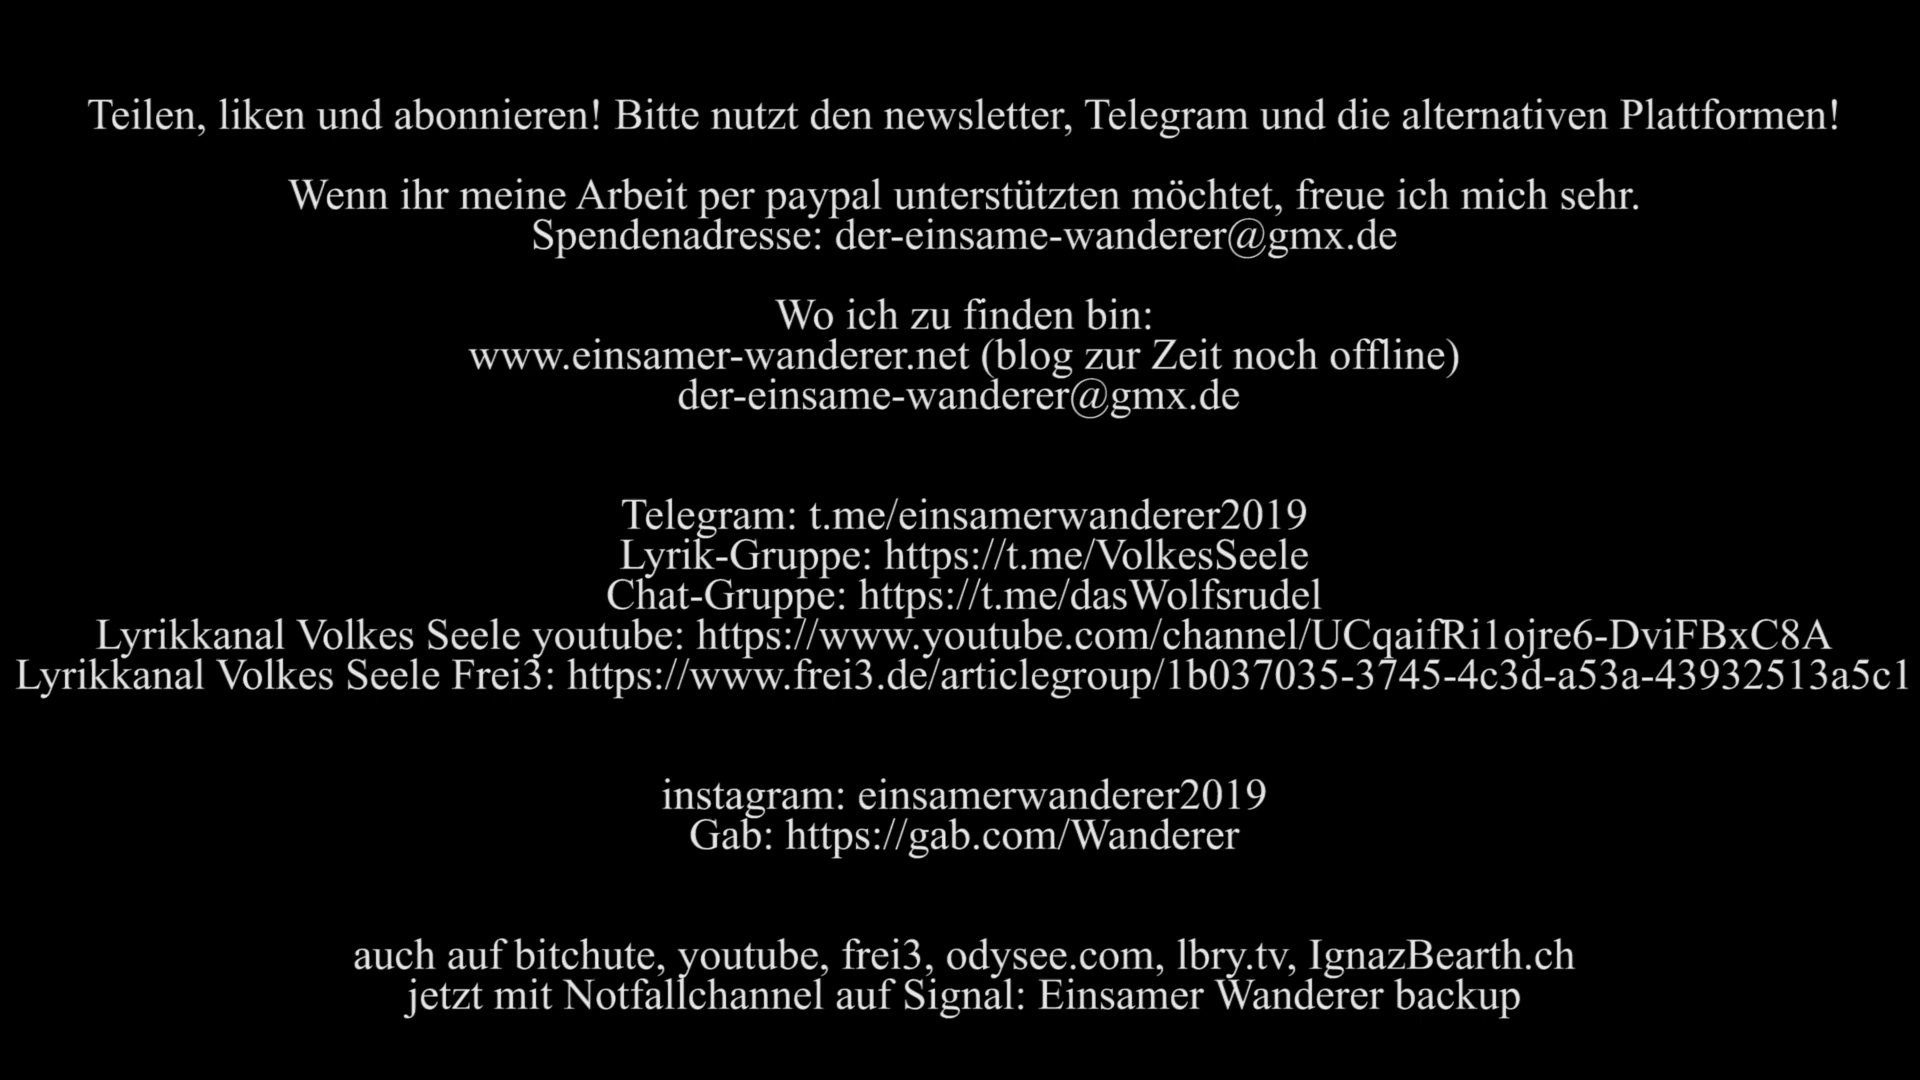 Teilen, liken und abonnieren! Bitte nutzt den newsletter, Telegram und die alternativen Plattformen!
Wenn ihr meine Arbeit per paypal unterstützten möchtet, freue ich mich sehr.
Spendenadresse: der-einsame-wanderer@gmx.de
Wo ich zu finden bin:
www.einsamer-wanderer.net (blog zur Zeit noch offline)
der-einsame-wanderer@gmx.de
Telegram: t.me/einsamerwanderer2019
Lyrik-Gruppe: https://t.me/VolkesSeele
Chat-Gruppe: https://t.me/dasWolfsrudel
Lyrikkanal Volkes Seele youtube: https://www.youtube.com/channel/UCqaifRi1ojre6-DviFBxC8A
Lyrikkanal Volkes Seele Frei3: https://www.frei3.de/articlegroup/1b037035-3745-4c3d-a53a-43932513a5c1
instagram: einsamerwanderer2019
Gab: https://gab.com/Wanderer
auch auf bitchute, youtube, frei3, odysee.com, lbry.tv, IgnazBearth.ch
jetzt mit Notfallchannel auf Signal: Einsamer Wanderer backup